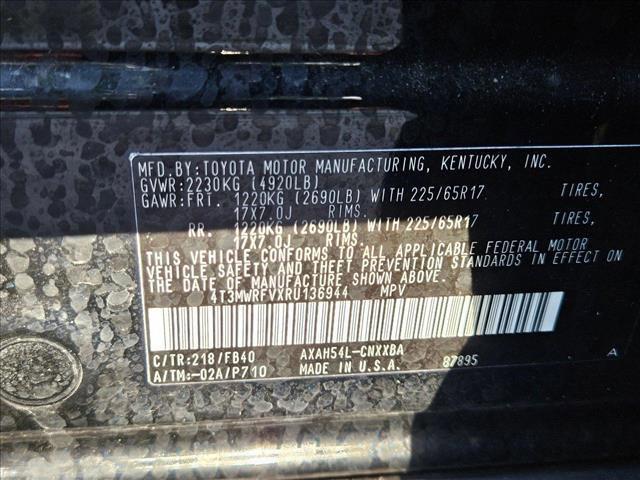 MFD.BY:TOYOTA MOTOR MANUFACTURING, KENTUCKY, INC.
GVWR:2230KG (4920LB)
GAWR:FRT. 1220KG (2690LB) WITH 225/65R17 TIRES,
17X7.0J RIMS.
RR. 1220KG (2690LB) WITH 225/65R17 TIRES,
17X7.0J RIMS.
THIS VEHICLE CONFORMS TO ALL APPLICABLE FEDERAL MOTOR
VEHICLE SAFETY AND THEFT PREVENTION STANDARDS IN EFFECT ON
THE DATE OF MANUFACTURE SHOWN ABOVE.
4T3MWRFVXRU136944 MPV
C/TR:218/FB40 AXAH54L-CNXXBA
A/TM:-02A/P710 MADE IN U.S.A. 87895 A